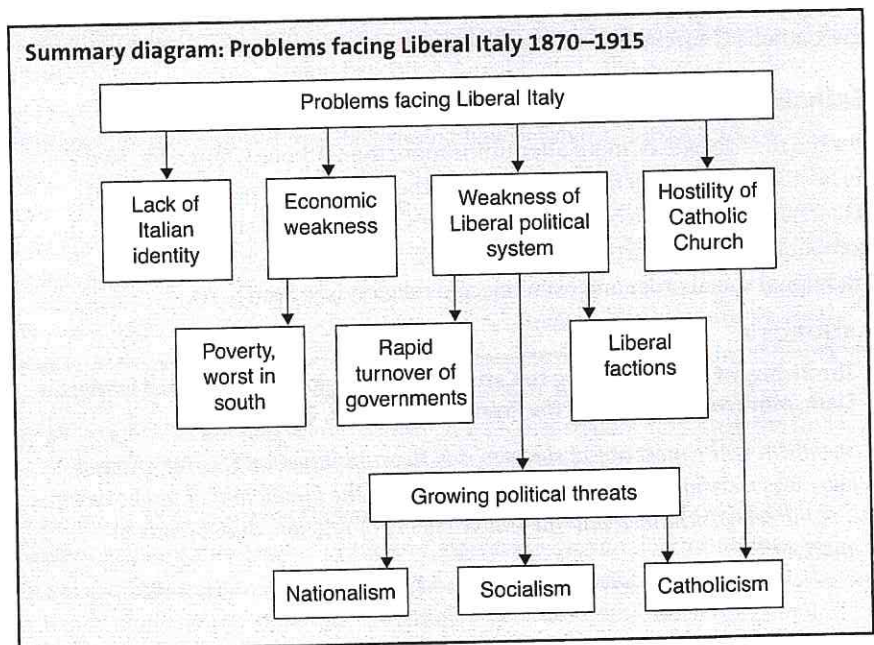 Summary diagram: Problems facing Liberal Italy 1870–1915
Problems facing Liberal Italy
Lack of
Italian
identity
Economic
weakness
Weakness of
Liberal political
system
Hostility of
Catholic
Church
Poverty,
worst in
south
Rapid
turnover of
governments
Liberal
factions
Growing political threats
Nationalism
Socialism
Catholicism